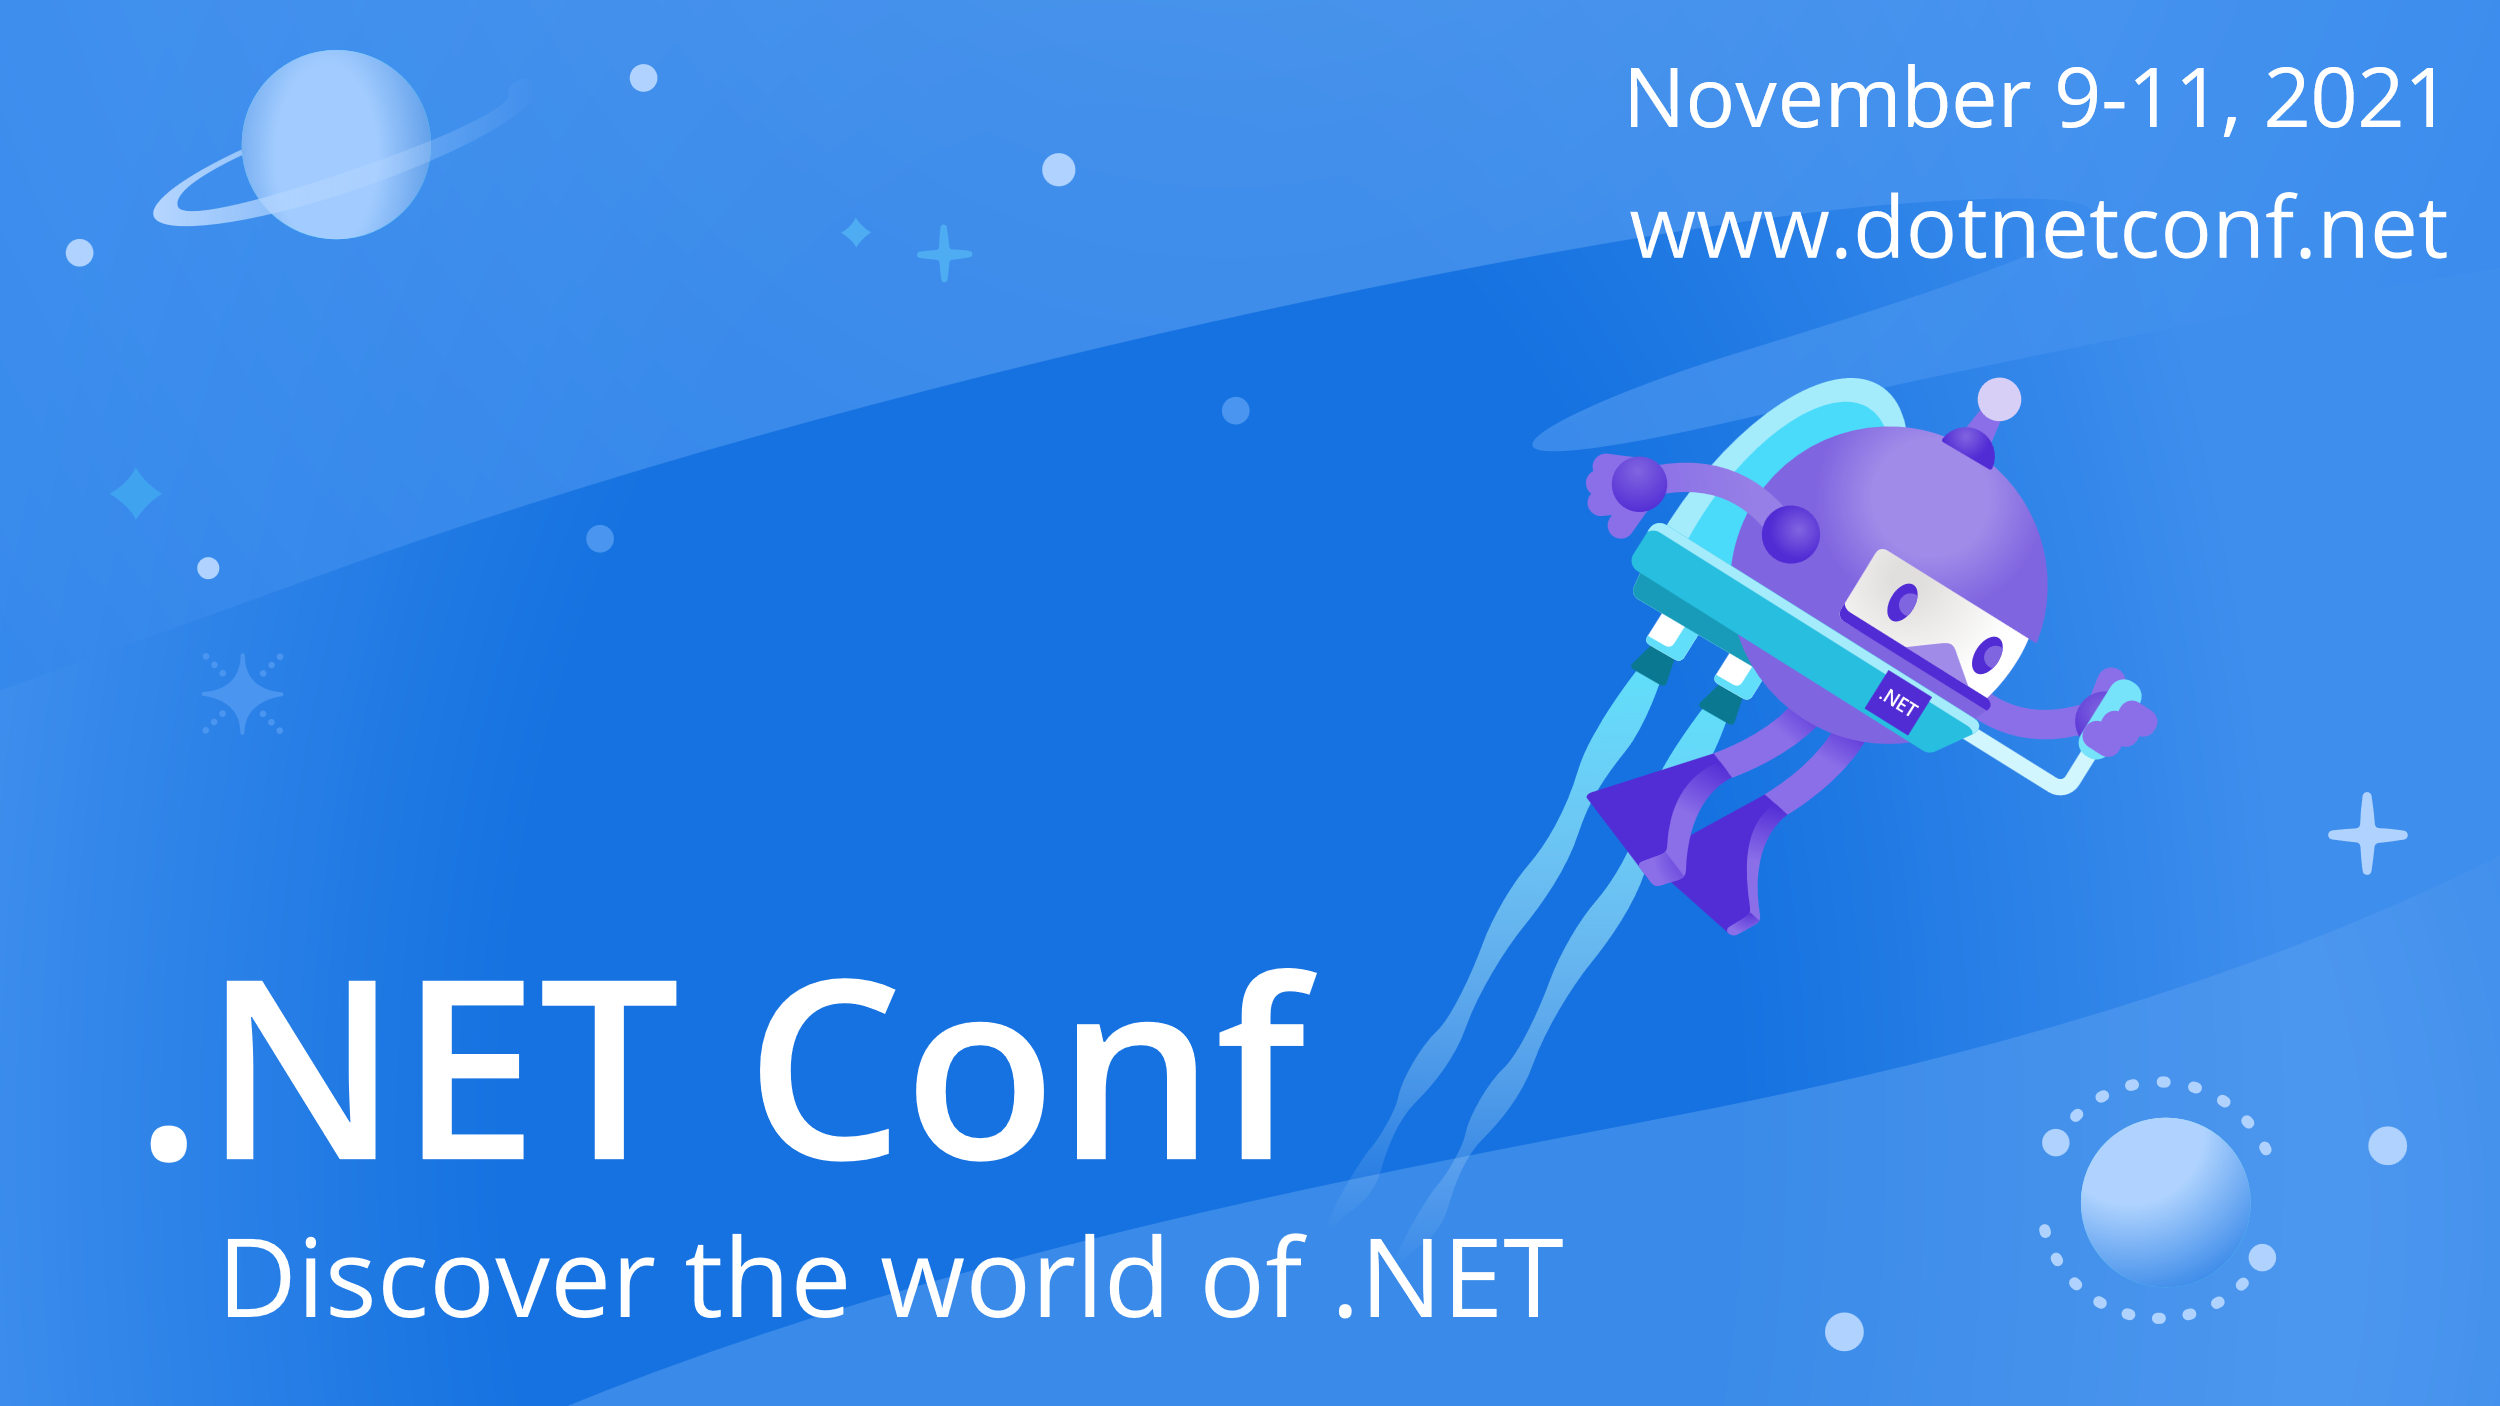 November 9-11, 2021
www.dotnetconf.net
.NET
.NET Conf
Discover the world of .NET